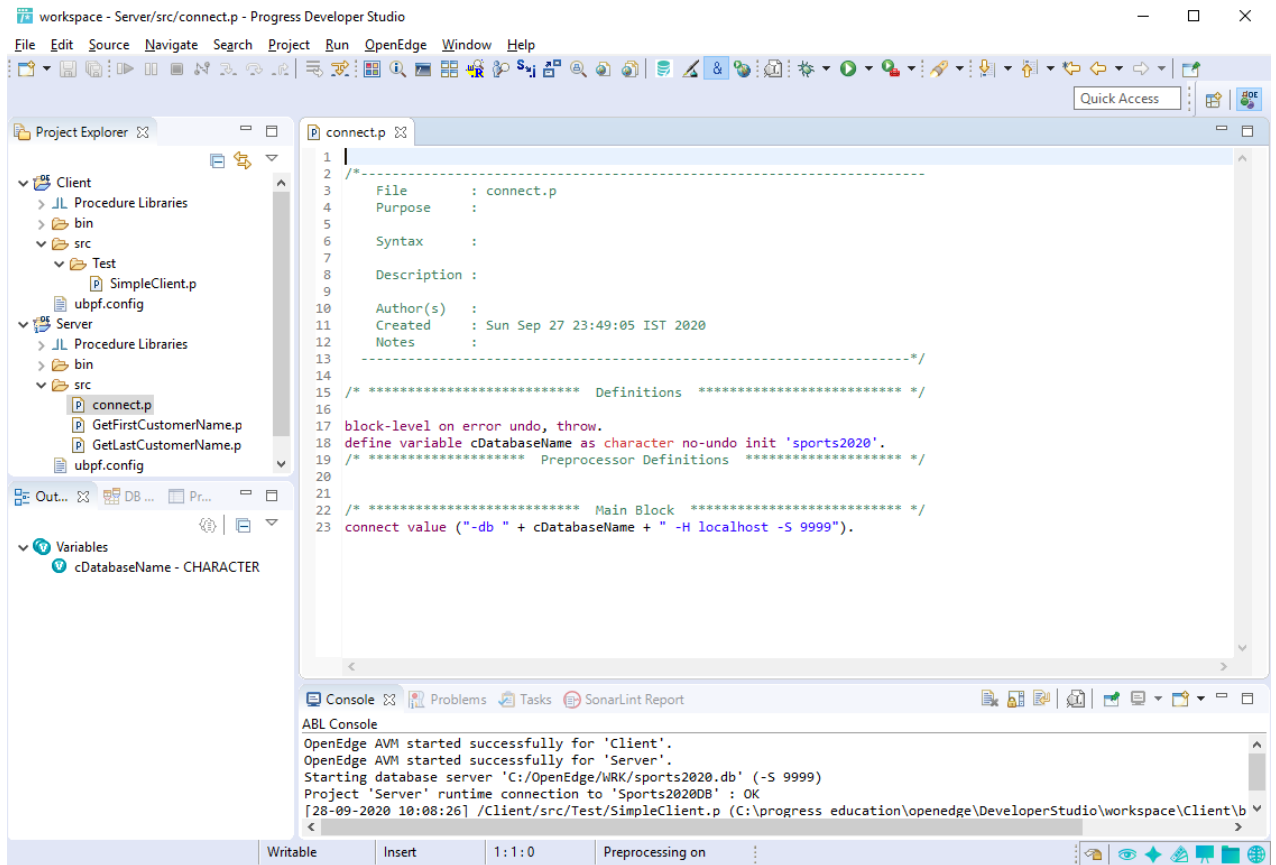 workspace - Server/src/connect.p - Progress Developer Studio
File Edit Source Navigate Search Project Run OpenEdge Window Help
Quick Access
Project Explorer
connect.p
Client
Procedure Libraries
bin
src
Test
SimpleClient.p
ubpf.config
Server
Procedure Libraries
bin
src
connect.p
GetFirstCustomerName.p
GetLastCustomerName.p
ubpf.config
Out... DB ... Pr...
Variables
cDatabaseName - CHARACTER
1
2 /*------------------------------------------------------------------------
3 File : connect.p
4 Purpose :
5
6 Syntax :
7
8 Description :
9
10 Author(s) :
11 Created : Sun Sep 27 23:49:05 IST 2020
12 Notes :
13 ----------------------------------------------------------------------*/
14
15 /* *************************** Definitions ************************** */
16
17 block-level on error undo, throw.
18 define variable cDatabaseName as character no-undo init 'sports2020'.
19 /* ******************** Preprocessor Definitions ******************** */
20
21
22 /* *************************** Main Block *************************** */
23 connect value ("-db " + cDatabaseName + " -H localhost -S 9999").
Console Problems Tasks SonarLint Report
ABL Console
OpenEdge AVM started successfully for 'Client'.
OpenEdge AVM started successfully for 'Server'.
Starting database server 'C:/OpenEdge/WRK/sports2020.db' (-S 9999)
Project 'Server' runtime connection to 'Sports2020DB' : OK
[28-09-2020 10:08:26] /Client/src/Test/SimpleClient.p (C:\progress education\openedge\DeveloperStudio\workspace\Client\b
Writable Insert 1:1:0 Preprocessing on